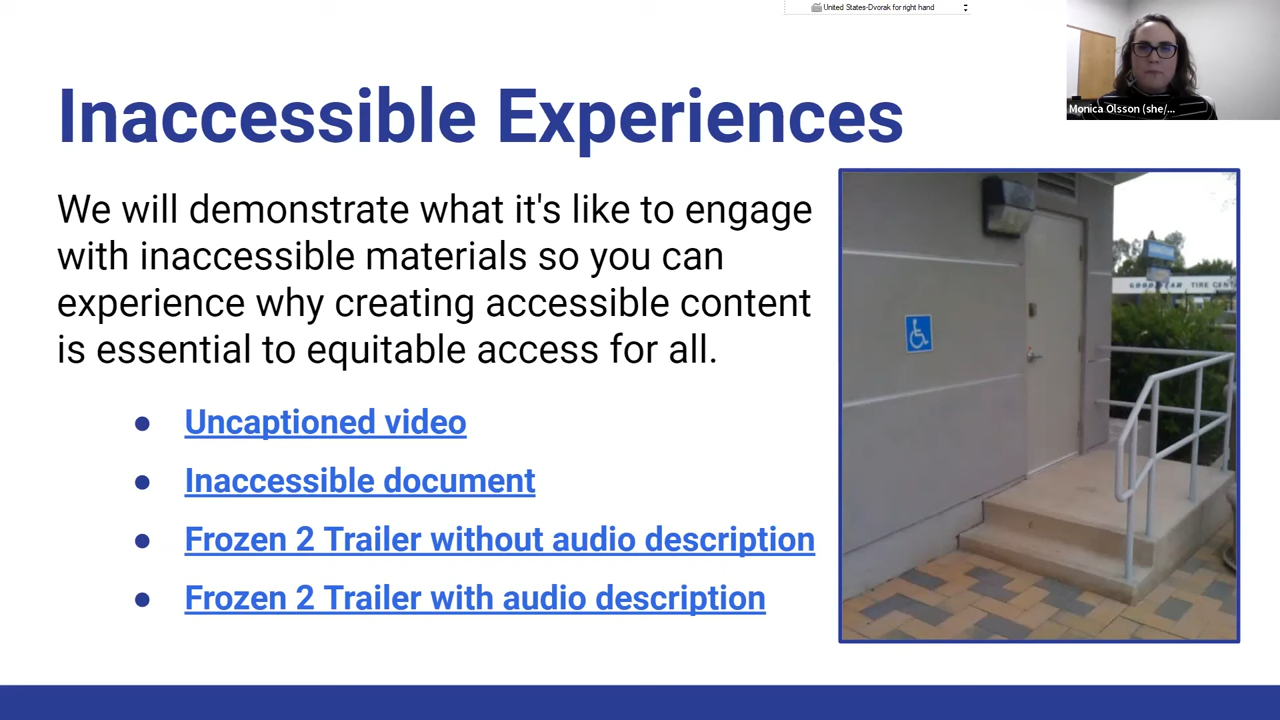 United States-Dvorak for right hand
Monica Olsson (she/...
Inaccessible Experiences
We will demonstrate what it's like to engage
with inaccessible materials so you can
experience why creating accessible content
is essential to equitable access for all.
● Uncaptioned video
● Inaccessible document
● Frozen 2 Trailer without audio description
● Frozen 2 Trailer with audio description
TIRE